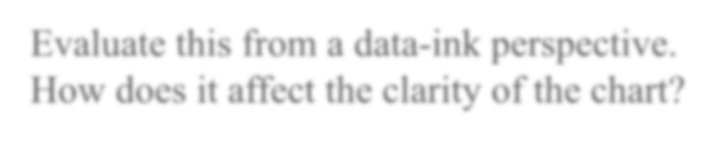 Evaluate this from a data-ink perspective.
How does it affect the clarity of the chart?